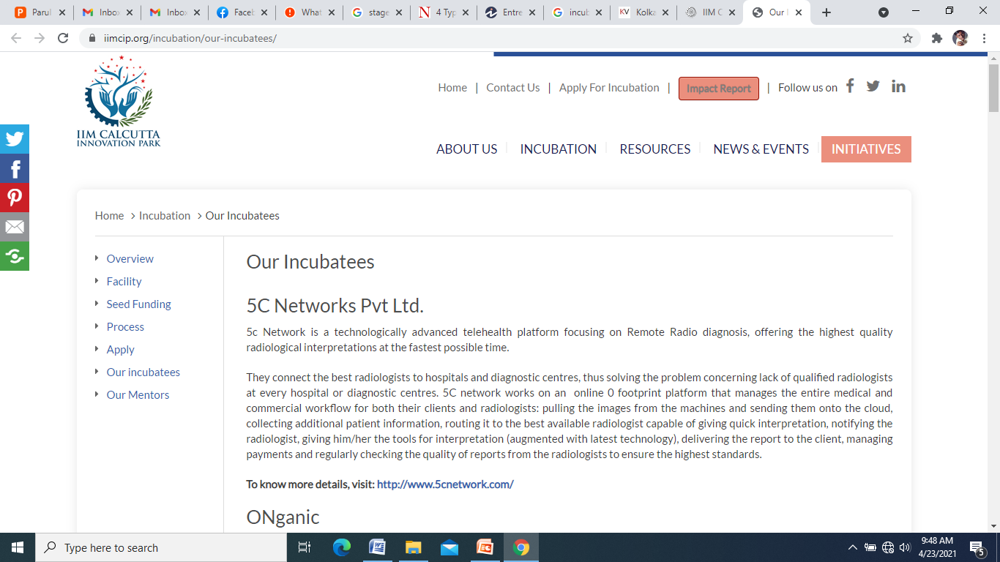 Parul
Inbox
Inbox
Faceb
What
stage
4 Typ
Entre
incub
Kolka
IIM C
Our I
iimcip.org/incubation/our-incubatees/
IIM CALCUTTA
INNOVATION PARK
Home | Contact Us | Apply For Incubation | Impact Report | Follow us on
ABOUT US INCUBATION RESOURCES NEWS & EVENTS INITIATIVES
Home > Incubation > Our Incubatees
Overview
Facility
Seed Funding
Process
Apply
Our incubatees
Our Mentors
Our Incubatees
5C Networks Pvt Ltd.
5c Network is a technologically advanced telehealth platform focusing on Remote Radio diagnosis, offering the highest quality
radiological interpretations at the fastest possible time.
They connect the best radiologists to hospitals and diagnostic centres, thus solving the problem concerning lack of qualified radiologists
at every hospital or diagnostic centres. 5C network works on an online 0 footprint platform that manages the entire medical and
commercial workflow for both their clients and radiologists: pulling the images from the machines and sending them onto the cloud,
collecting additional patient information, routing it to the best available radiologist capable of giving quick interpretation, notifying the
radiologist, giving him/her the tools for interpretation (augmented with latest technology), delivering the report to the client, managing
payments and regularly checking the quality of reports from the radiologists to ensure the highest standards.
To know more details, visit: http://www.5cnetwork.com/
ONganic
Type here to search
9:48 AM
4/23/2021
5